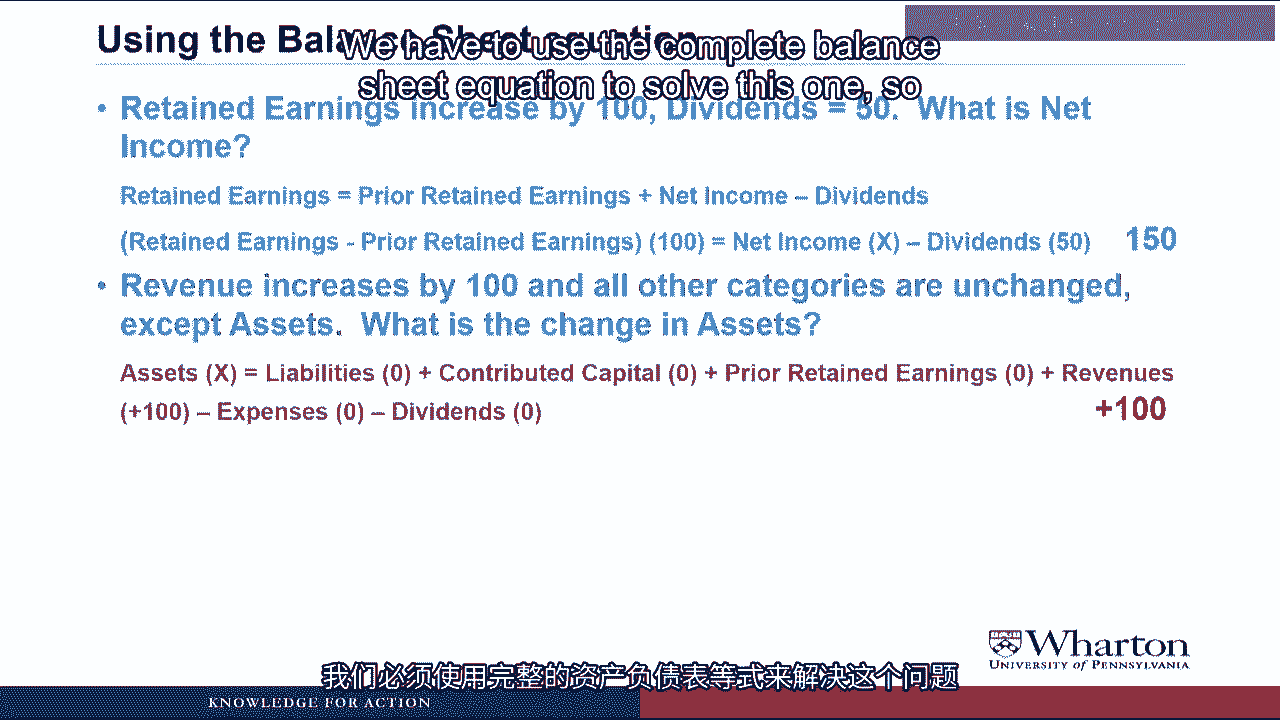 Using the Balance Sheet equation
We have to use the complete balance
sheet equation to solve this one, so
• Retained Earnings increase by 100, Dividends = 50. What is Net
Income?
Retained Earnings = Prior Retained Earnings + Net Income – Dividends
(Retained Earnings - Prior Retained Earnings) (100) = Net Income (X) – Dividends (50) 150
• Revenue increases by 100 and all other categories are unchanged,
except Assets. What is the change in Assets?
Assets (X) = Liabilities (0) + Contributed Capital (0) + Prior Retained Earnings (0) + Revenues
(+100) – Expenses (0) – Dividends (0) +100
Wharton
UNIVERSITY OF PENNSYLVANIA
我们必须使用完整的资产负债表等式来解决这个问题
KNOWLEDGE FOR ACTION